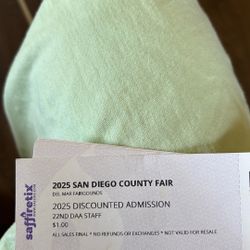 saffiretix
2025 SAN DIEGO COUNTY FAIR
DEL MAR FAIRGROUNDS
2025 DISCOUNTED ADMISSION
22ND DAA STAFF
$1.00
ALL SALES FINAL * NO REFUNDS OR EXCHANGES * NOT VALID FOR RESALE